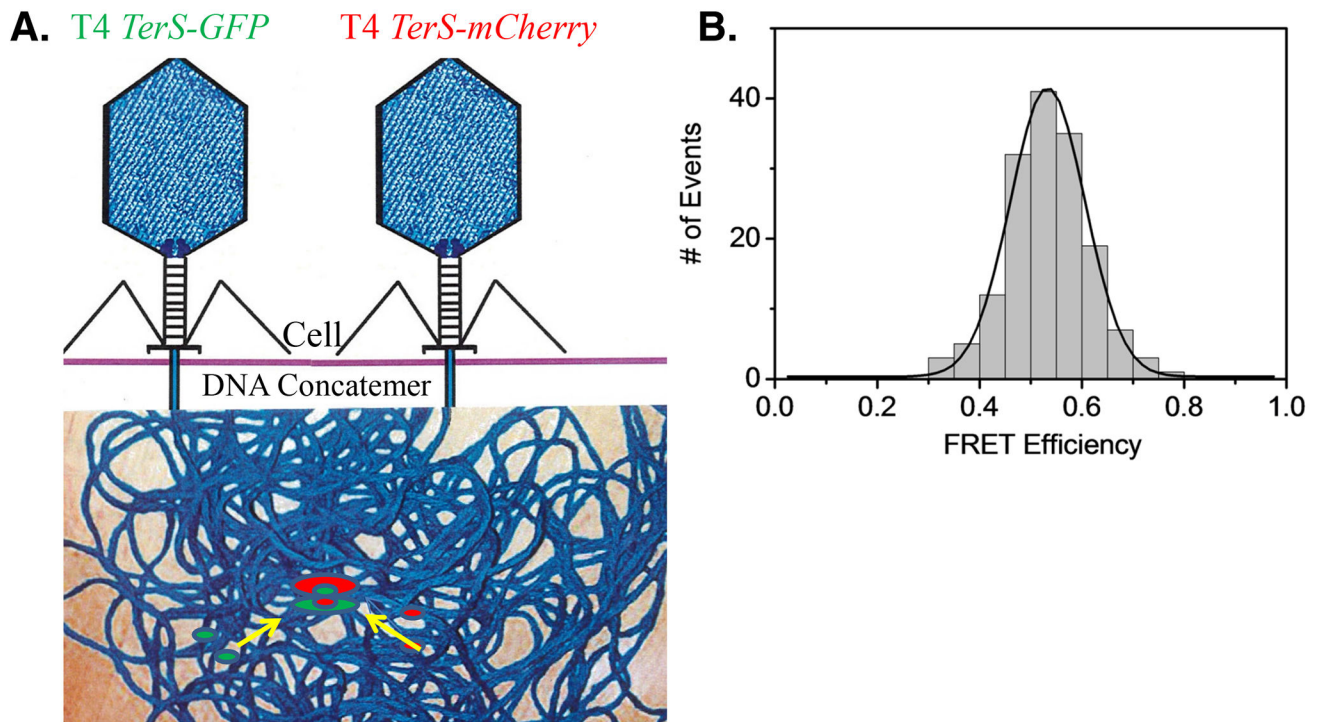 A.
T4 TerS-GFP
T4 TerS-mCherry
Cell
DNA Concatemer
B.
# of Events
40
20
0
0.0 0.2 0.4 0.6 0.8 1.0
FRET Efficiency